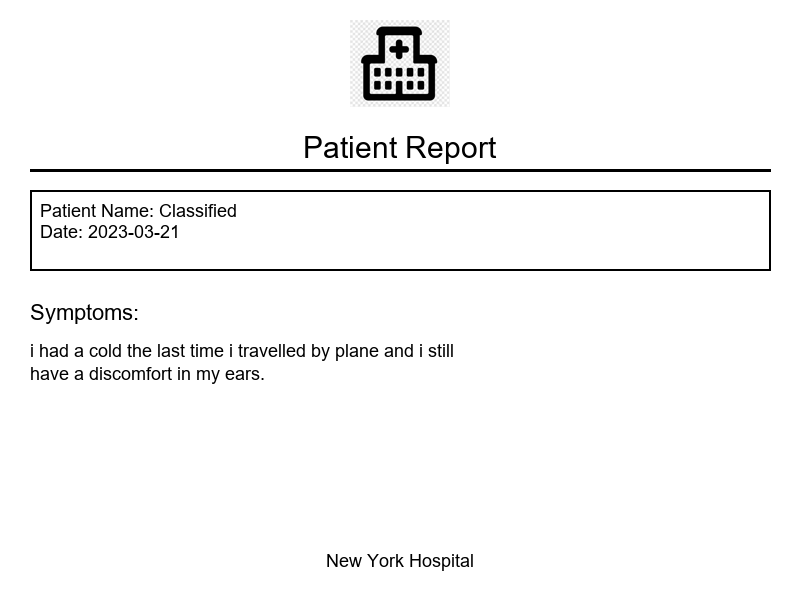 Patient Report
Patient Name: Classified
Date: 2023-03-21
Symptoms:
i had a cold the last time i travelled by plane and i still
have a discomfort in my ears.
New York Hospital